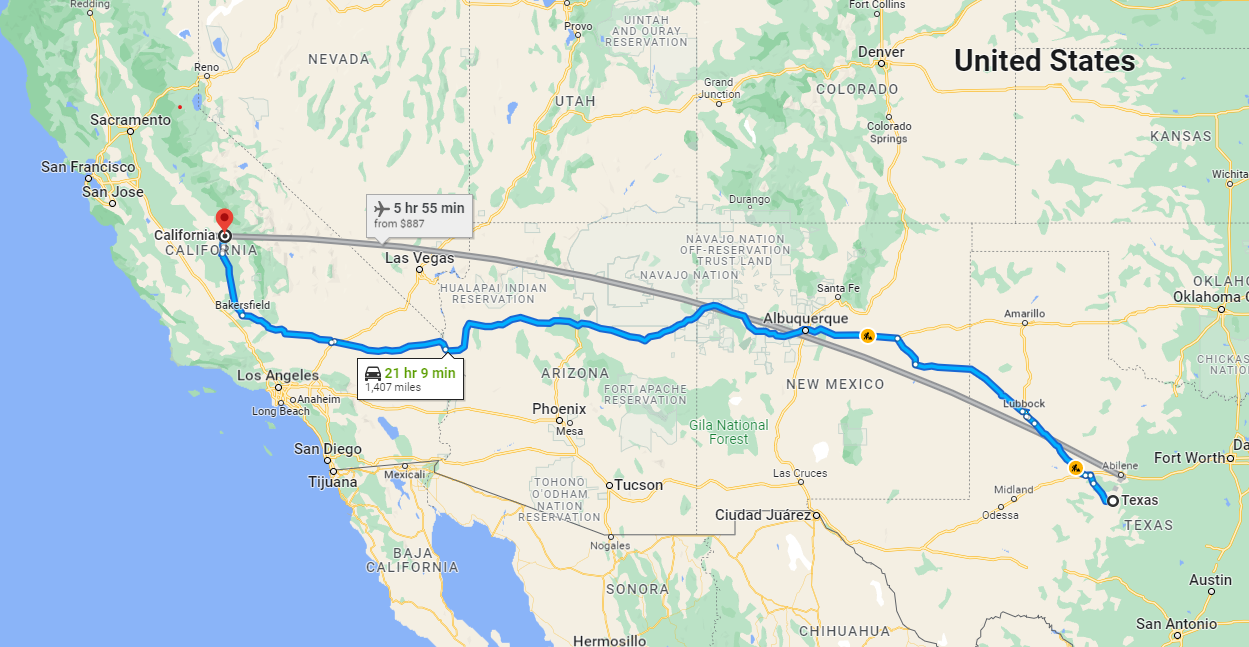 Redding
Fort Collins
Provo
UINTAH
AND OURAY
RESERVATION
Denver
United States
NEVADA
Reno
Grand
Junction
COLORADO
UTAH
Sacramento
Colorado
Springs
KANSAS
San Francisco
San Jose
Wichita
5 hr 55 min
from $887
Durango
California
CALIFORNIA
NAVAJO NATION
OFF-RESERVATION
TRUST LAND
Las Vegas
NAVAJO NATION
HUALAPAI INDIAN
RESERVATION
Santa Fe
OKLAHO
Oklahoma C
Bakersfield
Albuquerque
Amarillo
CHICKAS
NATIO
Los Angeles
21 hr 9 min
1,407 miles
ARIZONA
FORT APACHE
RESERVATION
NEW MEXICO
Anaheim
Long Beach
Lubbock
Phoenix
Mesa
Gila National
Forest
San Diego
Da
Fort Worth
Abilene
Mexicali
Las Cruces
Tijuana
Tucson
TOHONO
O'ODHAM
NATION
RESERVATION
Midland
Odessa
Texas
TEXAS
Ciudad Juárez
Nogales
BAJA
CALIFORNIA
SONORA
Austin
CHIHUAHUA
San Antonio
Hermosillo